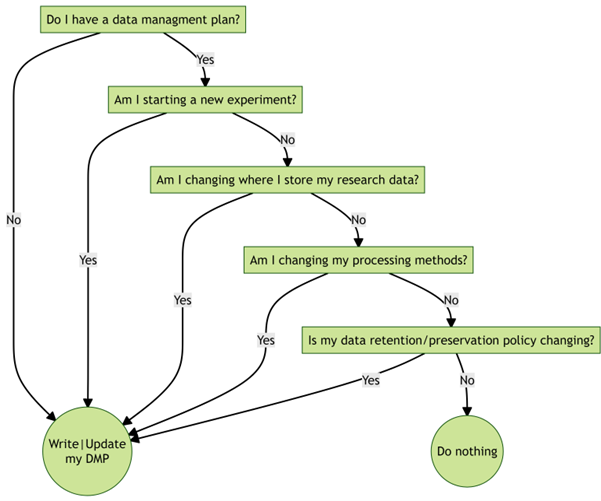 Do I have a data managment plan?
Yes
Am I starting a new experiment?
No
Am I changing where I store my research data?
No
No
Yes
Am I changing my processing methods?
Yes
No
Yes
Is my data retention/preservation policy changing?
Yes
No
Write|Update
my DMP
Do nothing